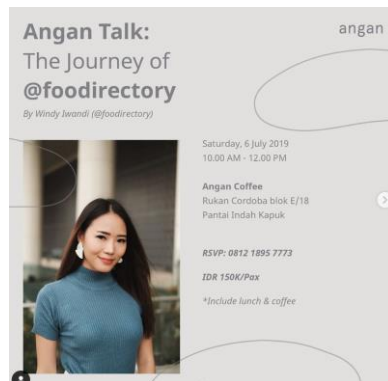 Angan Talk:
The Journey of
@foodirectory
By Windy Iwandi (@foodirectory)
angan
Saturday, 6 July 2019
10.00 AM - 12.00 PM
Angan Coffee
Rukan Cordoba blok E/18
Pantai Indah Kapuk
RSVP: 0812 1895 7773
IDR 150K/Pax
*Include lunch & coffee